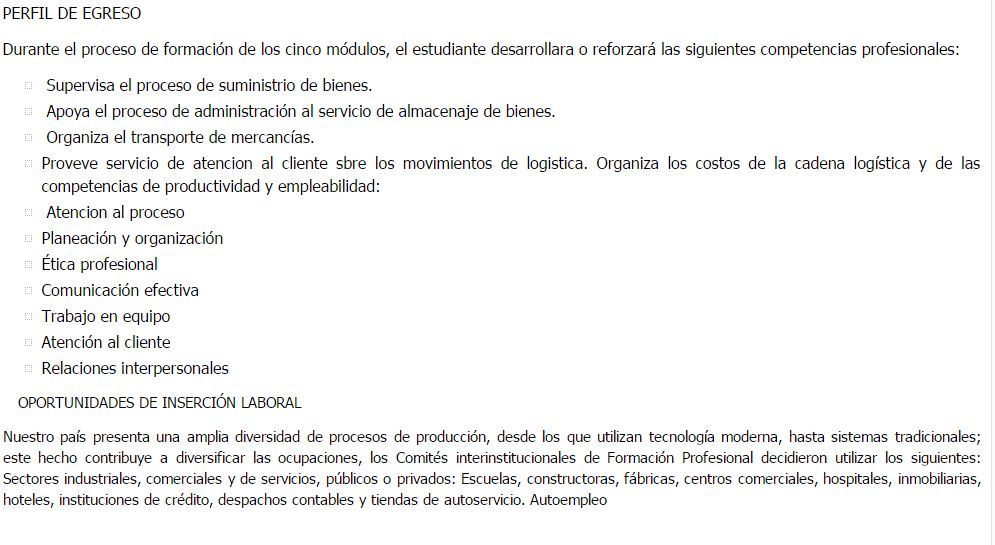 PERFIL DE EGRESO
Durante el proceso de formación de los cinco módulos, el estudiante desarrollara o reforzará las siguientes competencias profesionales:
Supervisa el proceso de suministrio de bienes.
Apoya el proceso de administración al servicio de almacenaje de bienes.
Organiza el transporte de mercancías.
Proveve servicio de atencion al cliente sbre los movimientos de logistica. Organiza los costos de la cadena logística y de las
competencias de productividad y empleabilidad:
Atencion al proceso
Planeación y organización
Ética profesional
Comunicación efectiva
Trabajo en equipo
Atención al cliente
Relaciones interpersonales
OPORTUNIDADES DE INSERCIÓN LABORAL
Nuestro país presenta una amplia diversidad de procesos de producción, desde los que utilizan tecnología moderna, hasta sistemas tradicionales;
este hecho contribuye a diversificar las ocupaciones, los Comités interinstitucionales de Formación Profesional decidieron utilizar los siguientes:
Sectores industriales, comerciales y de servicios, públicos o privados: Escuelas, constructoras, fábricas, centros comerciales, hospitales, inmobiliarias,
hoteles, instituciones de crédito, despachos contables y tiendas de autoservicio. Autoempleo